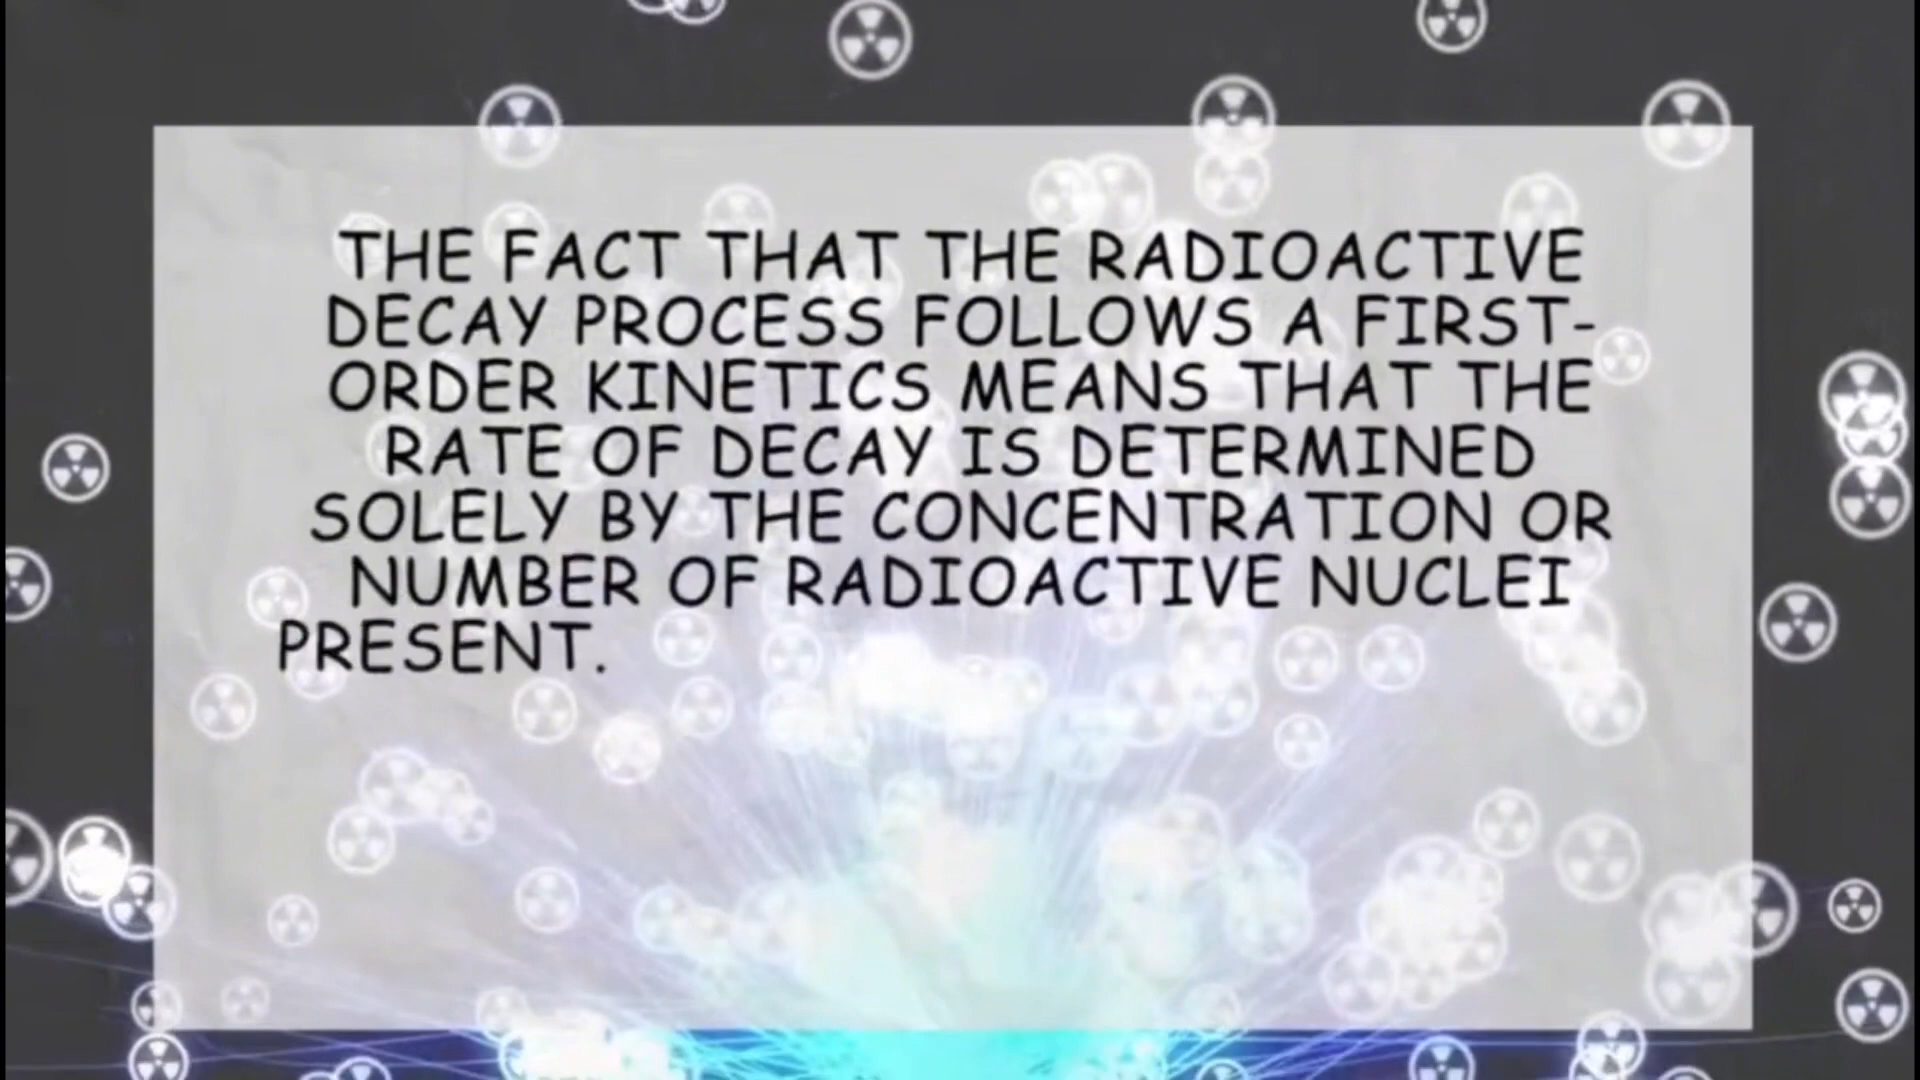 THE FACT THAT THE RADIOACTIVE
DECAY PROCESS FOLLOWS A FIRST-
ORDER KINETICS MEANS THAT THE
RATE OF DECAY IS DETERMINED
SOLELY BY THE CONCENTRATION OR
NUMBER OF RADIOACTIVE NUCLEI
PRESENT.